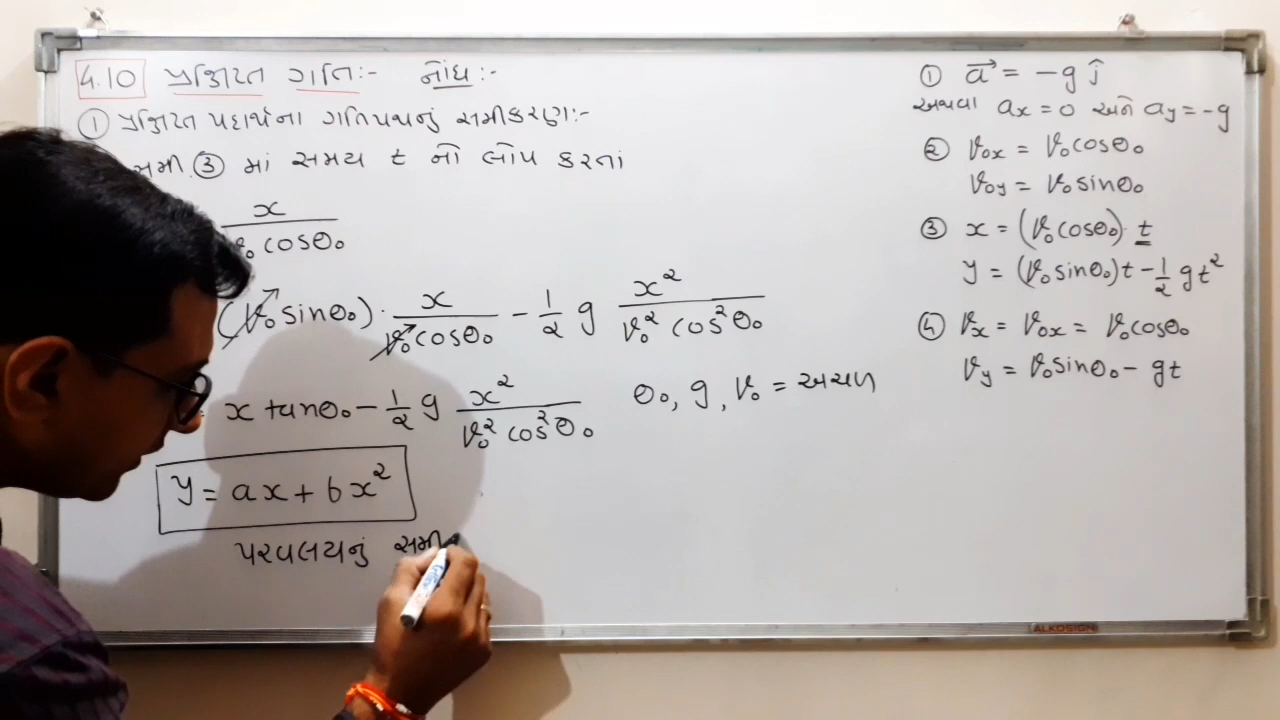 4.10 પ્રક્ષિપ્ત ગતિ:- નોંધ:-
① પ્રક્ષિપ્ત પદાર્થના ગતિપથનું સમીકરણ:-
સમી. ③ માં સમય t નો લોપ કરતાં
x / v₀ cosθ₀
(v₀ sinθ₀) · x / v₀ cosθ₀ - 1/2 g x² / v₀² cos²θ₀
= x tanθ₀ - 1/2 g x² / v₀² cos²θ₀ θ₀, g, v₀ = અચળ
y = ax + bx²
પરવલયનું સમી
① a⃗ = -g ĵ
અથવા ax = 0 અને ay = -g
② v₀x = v₀cosθ₀
v₀y = v₀sinθ₀
③ x = (v₀cosθ₀) · t
y = (v₀sinθ₀)t - 1/2 gt²
④ vx = v₀x = v₀cosθ₀
vy = v₀sinθ₀ - gt
ALKOSIGN